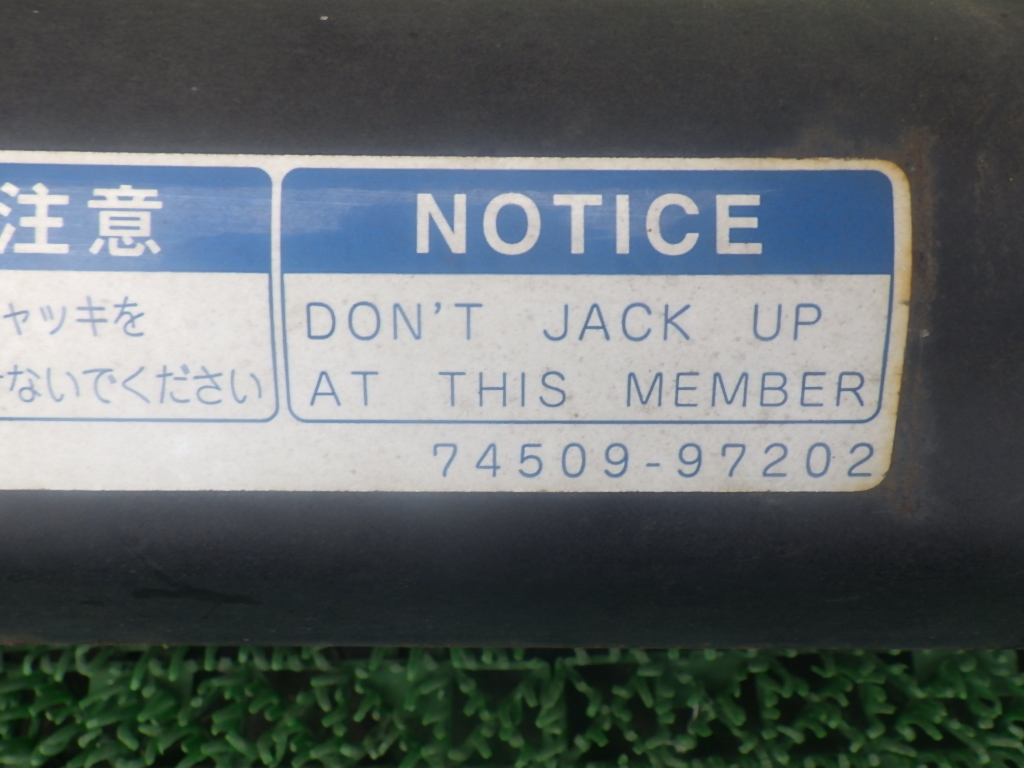 注意
ャッキを
ないでください
NOTICE
DON'T JACK UP
AT THIS MEMBER
74509-97202